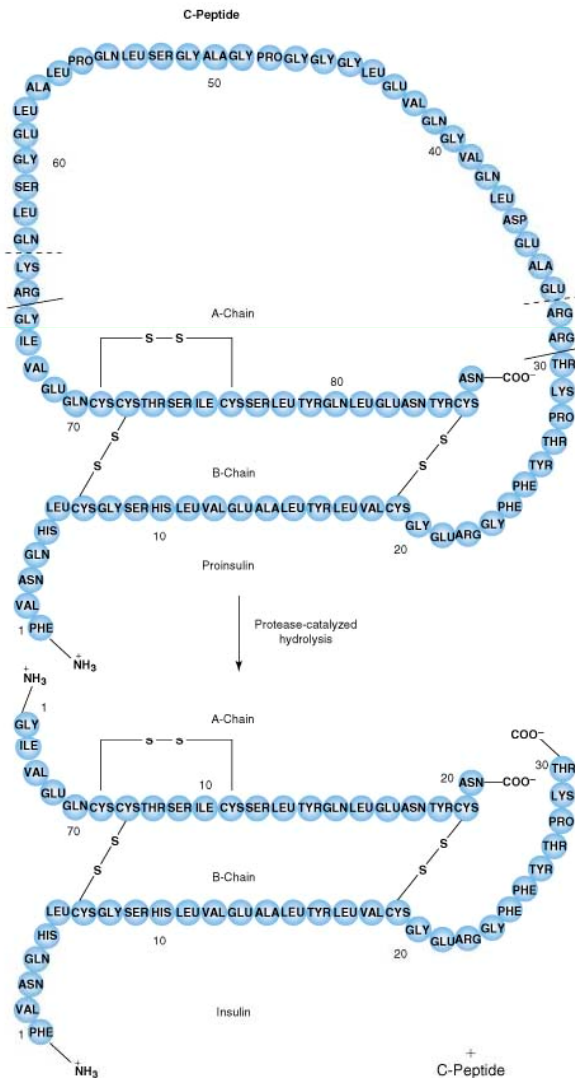 C-Peptide
PRO GLN LEU SER GLY ALA GLY PRO GLY GLY GLY LEU GLU VAL GLN GLY VAL GLN LEU ASP GLU ALA GLU ARG ARG THR LYS PRO THR TYR PHE PHE GLY ARG GLU GLY
50
40
30
LEU ALA LEU GLU GLY SER LEU GLN LYS ARG GLY ILE VAL GLU
60
A-Chain
S S
80
GLN CYS CYS THR SER ILE CYS SER LEU TYR GLN LEU GLU ASN TYR CYS ASN COO⁻
70
S S
S S
B-Chain
LEU CYS GLY SER HIS LEU VAL GLU ALA LEU TYR LEU VAL CYS
10
20
HIS GLN ASN VAL PHE
1
NH3
+
Proinsulin
Protease-catalyzed
hydrolysis
+
NH3
1
GLY ILE VAL GLU
A-Chain
S S
10
20
GLN CYS CYS THR SER ILE CYS SER LEU TYR GLN LEU GLU ASN TYR CYS ASN COO⁻
70
COO⁻
30
THR LYS PRO THR TYR PHE PHE GLY ARG GLU GLY
S S
S S
B-Chain
LEU CYS GLY SER HIS LEU VAL GLU ALA LEU TYR LEU VAL CYS
10
20
HIS GLN ASN VAL PHE
1
NH3
+
Insulin
+
C-Peptide